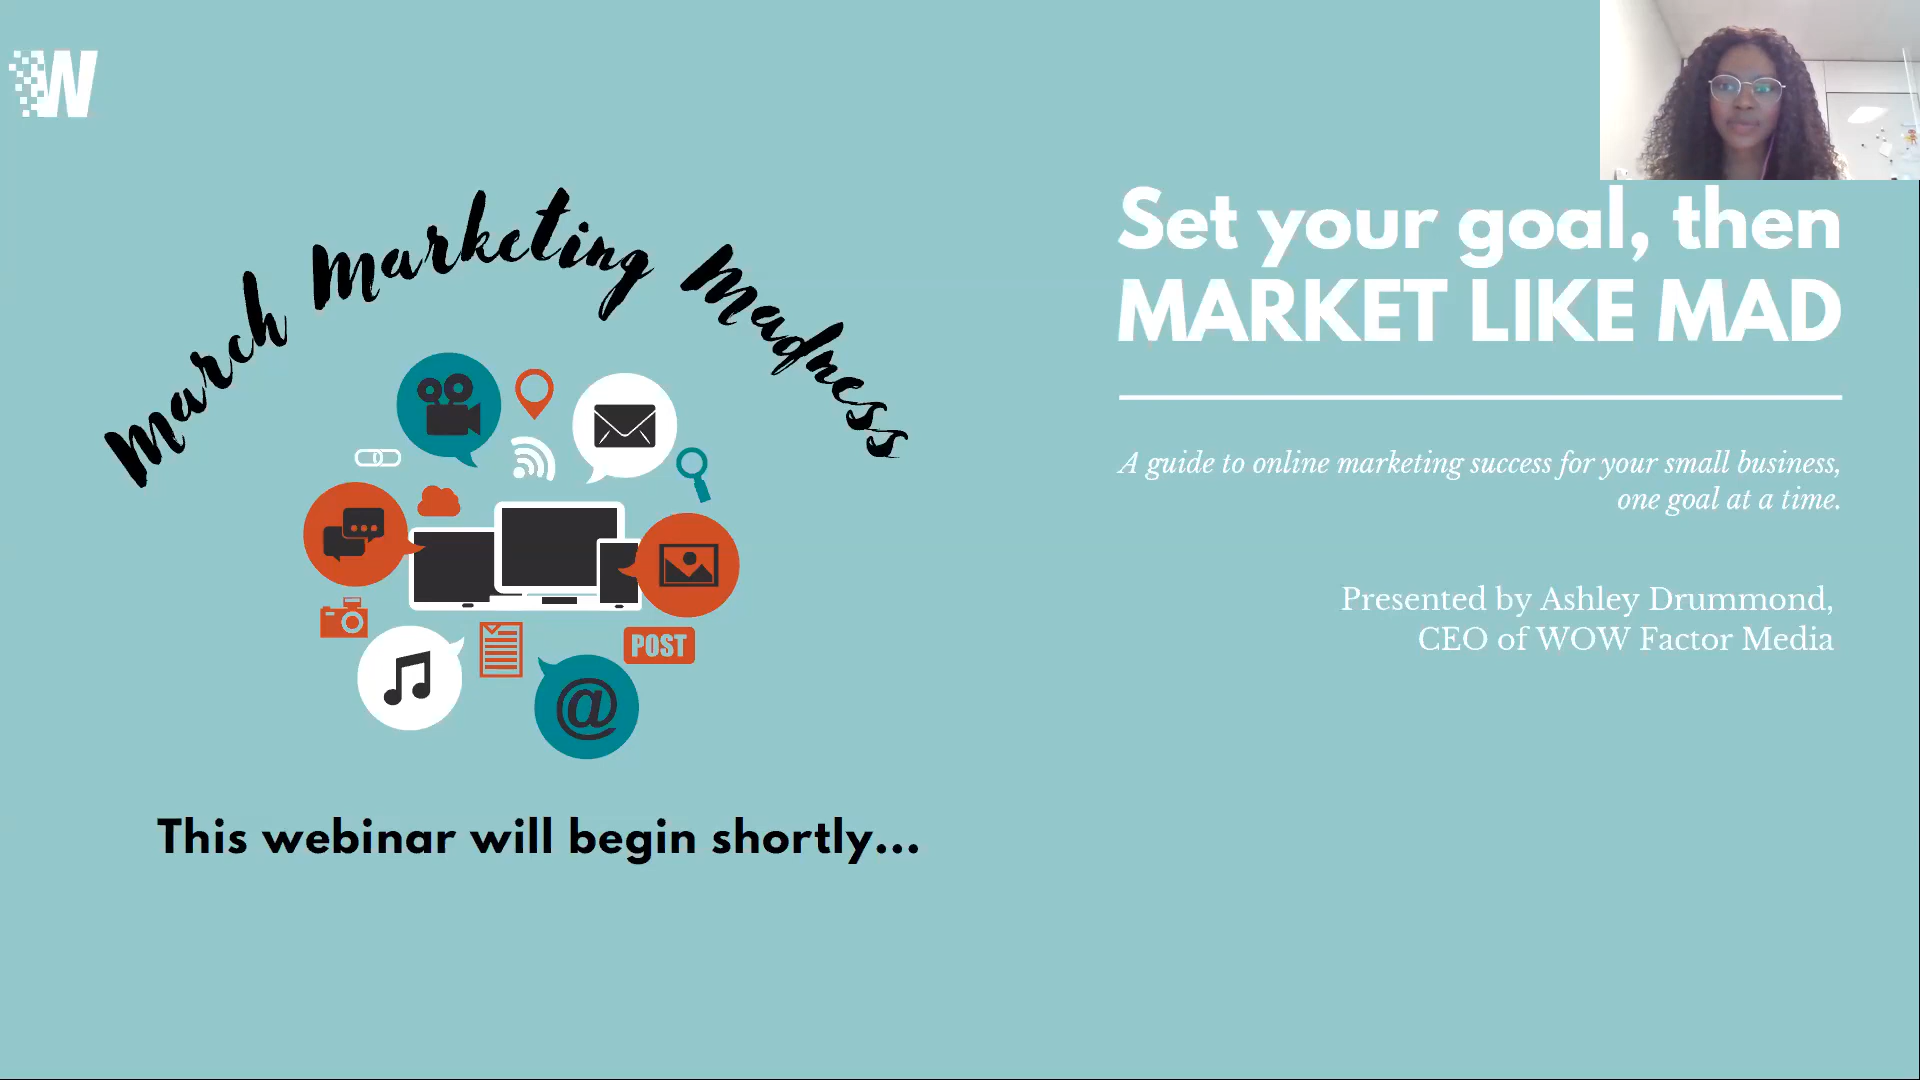 W
March Marketing Madness
POST
@
This webinar will begin shortly...
Set your goal, then
MARKET LIKE MAD
A guide to online marketing success for your small business,
one goal at a time.
Presented by Ashley Drummond,
CEO of WOW Factor Media